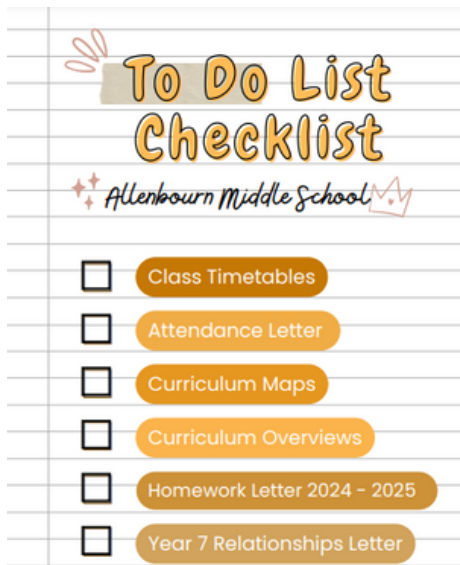 To Do List
Checklist
Allenbourn Middle School
Class Timetables
Attendance Letter
Curriculum Maps
Curriculum Overviews
Homework Letter 2024 - 2025
Year 7 Relationships Letter